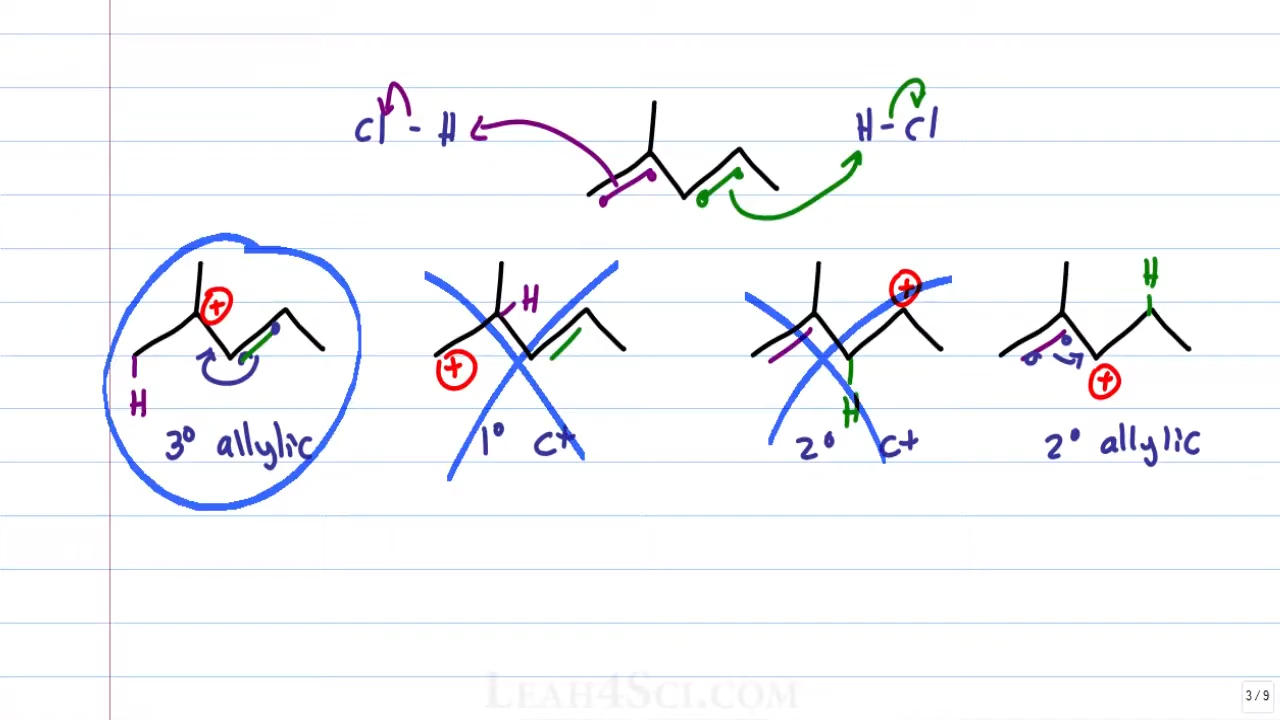 Cl - H H - Cl
+ H + + H
H + H +
3° allylic 1° C+ 2° C+ 2° allylic
LEAH4SCI.COM
3 / 9